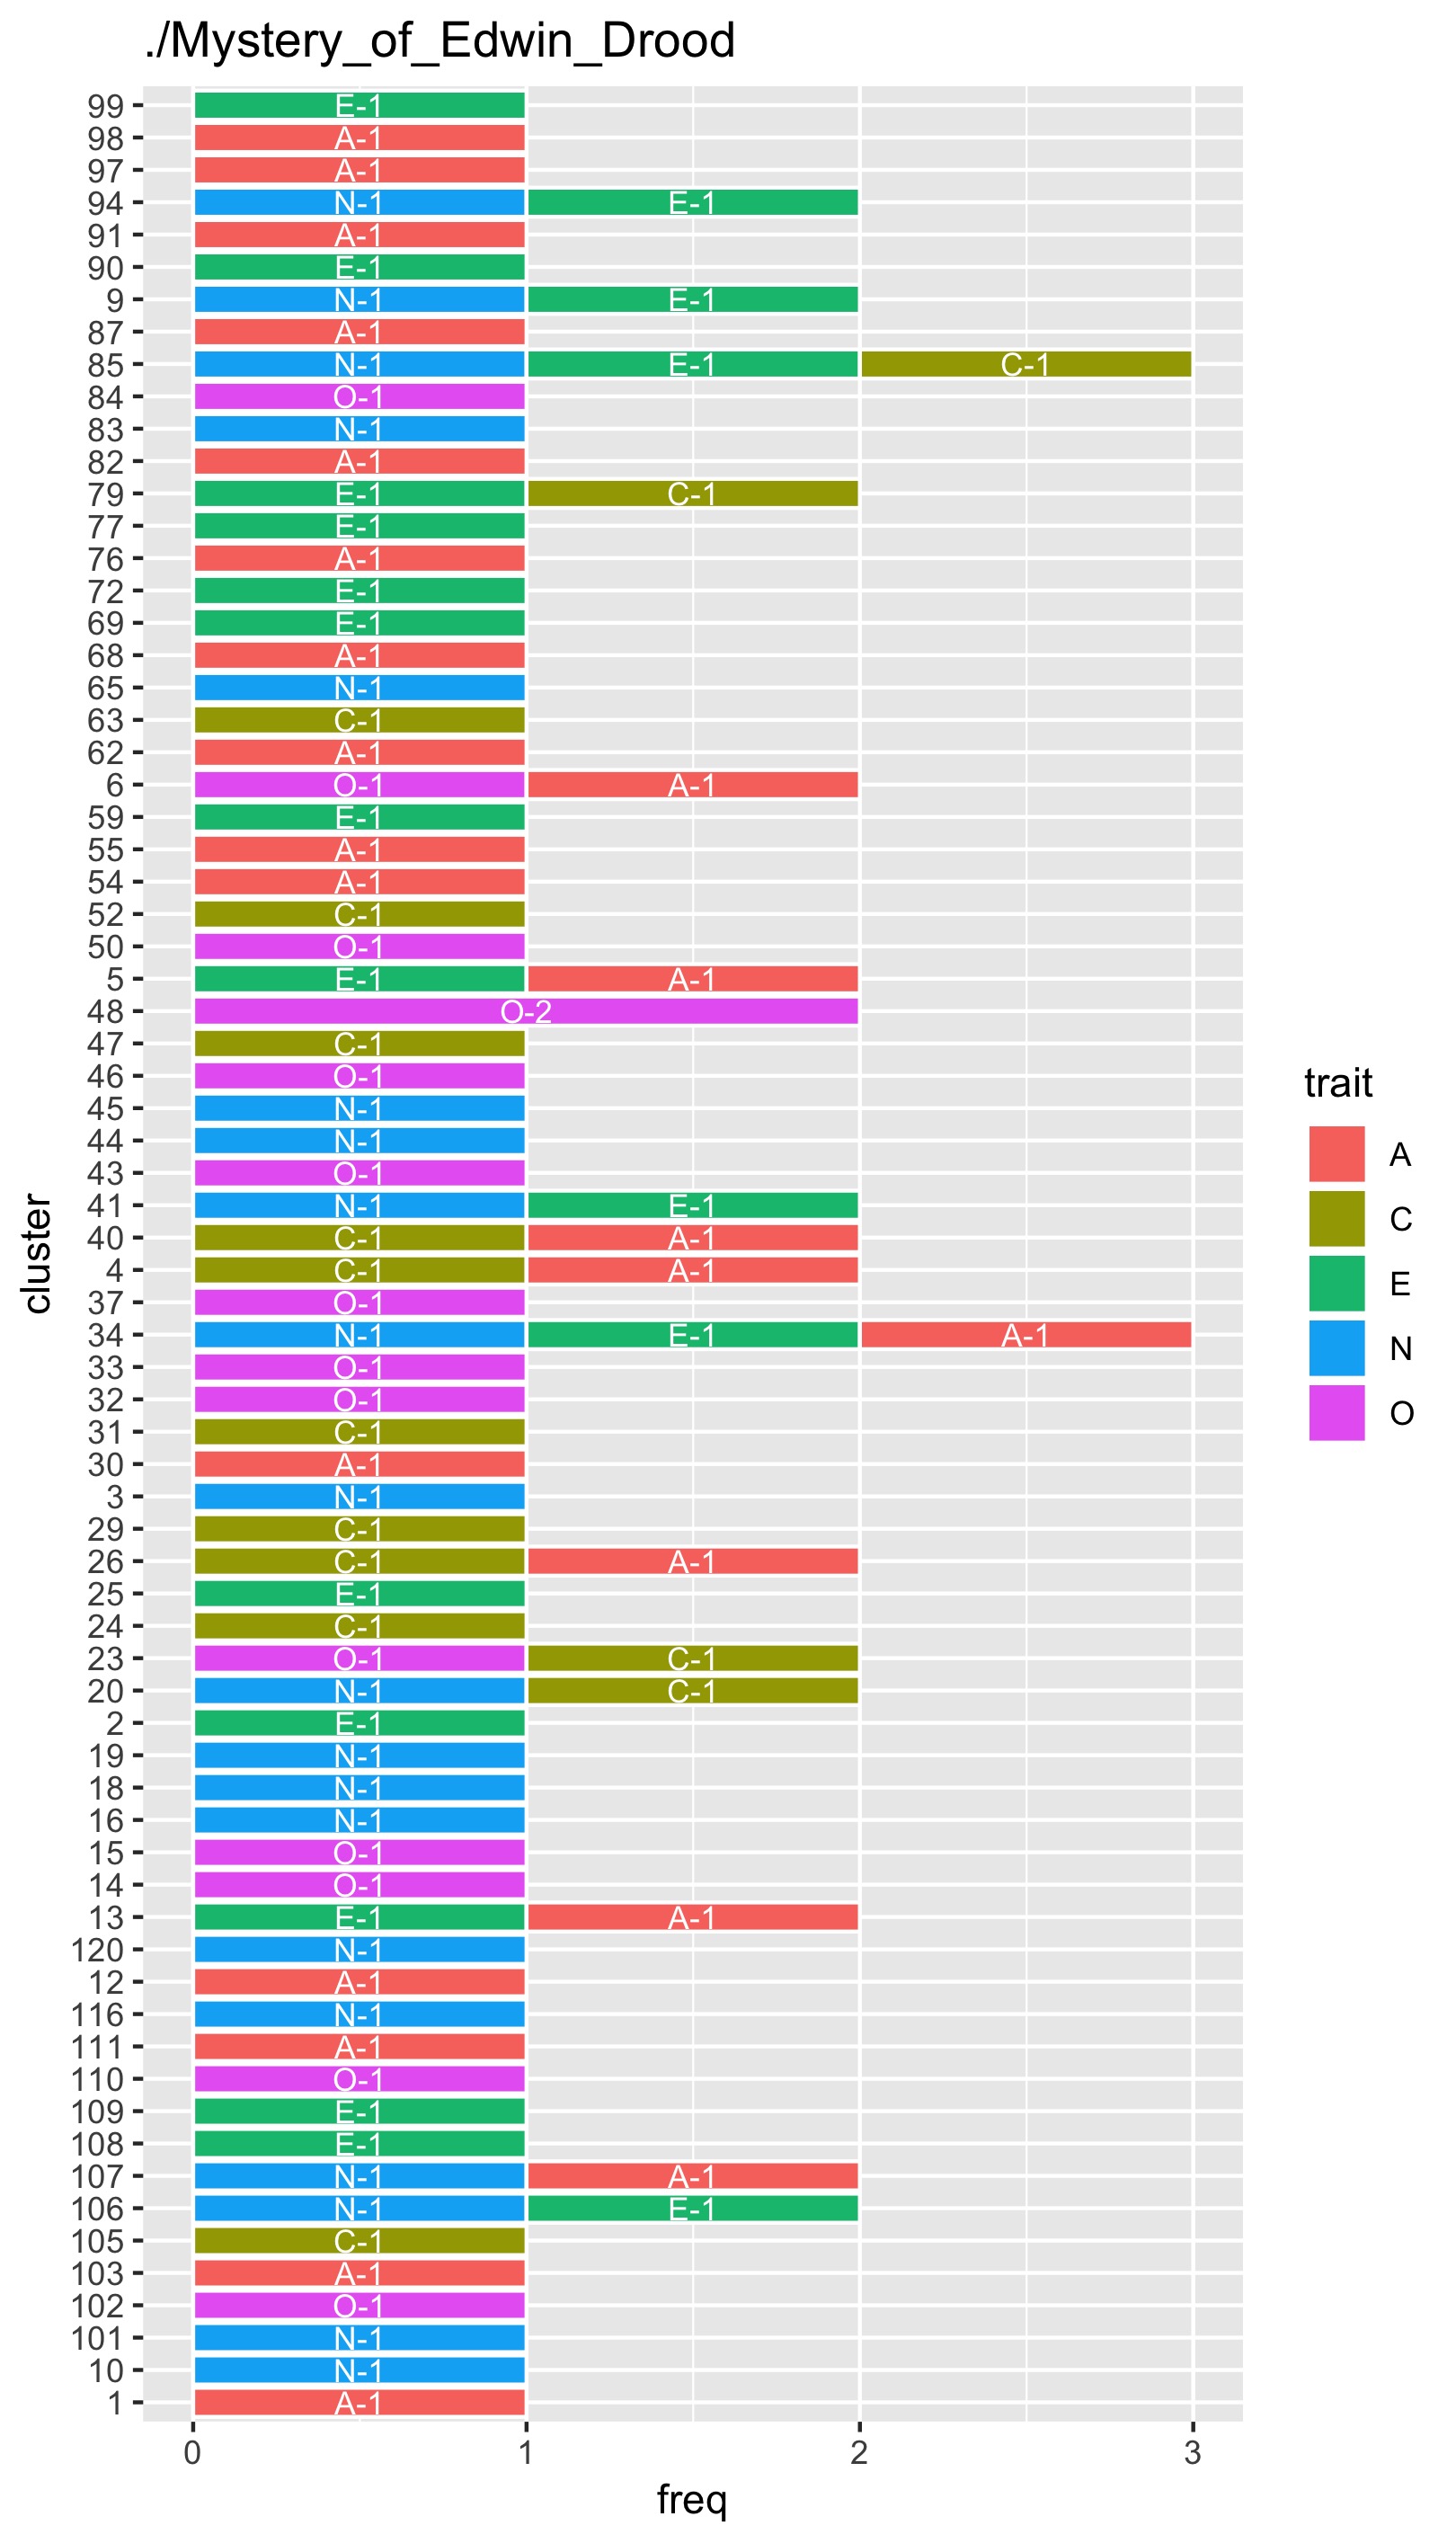 ./Mystery_of_Edwin_Drood
99 E-1
98 A-1
97 A-1
94 N-1 E-1
91 A-1
90 E-1
9 N-1 E-1
87 A-1
85 N-1 E-1 C-1
84 O-1
83 N-1
82 A-1
79 E-1 C-1
77 E-1
76 A-1
72 E-1
69 E-1
68 A-1
65 N-1
63 C-1
62 A-1
6 O-1 A-1
59 E-1
55 A-1
54 A-1
52 C-1
50 O-1
5 E-1 A-1
48 O-2
47 C-1
46 O-1
45 N-1
44 N-1
43 O-1
41 N-1 E-1
40 C-1 A-1
4 C-1 A-1
37 O-1
34 N-1 E-1 A-1
33 O-1
32 O-1
31 C-1
30 A-1
3 N-1
29 C-1
26 C-1 A-1
25 E-1
24 C-1
23 O-1 C-1
20 N-1 C-1
2 E-1
19 N-1
18 N-1
16 N-1
15 O-1
14 O-1
13 E-1 A-1
120 N-1
12 A-1
116 N-1
111 A-1
110 O-1
109 E-1
108 E-1
107 N-1 A-1
106 N-1 E-1
105 C-1
103 A-1
102 O-1
101 N-1
10 N-1
1 A-1
0 1 2 3
freq
cluster
trait
A
C
E
N
O